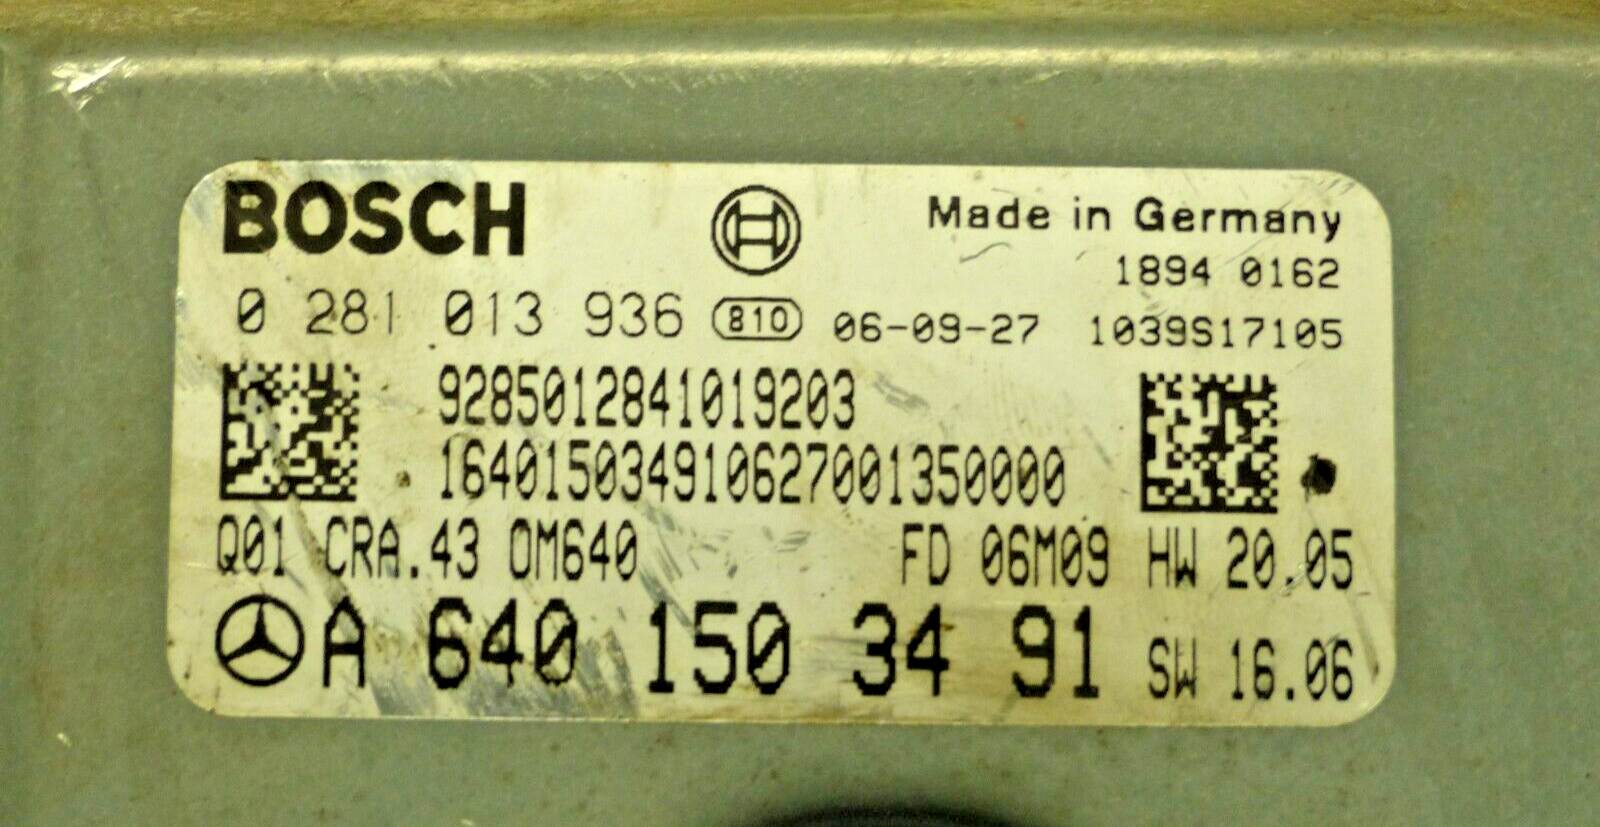 BOSCH Made in Germany
1894 0162
0 281 013 936 810 06-09-27 1039S17105
9285012841019203
164015034910627001350000
Q01 CRA.43 OM640 FD 06M09 HW 20.05
A 640 150 34 91 SW 16.06